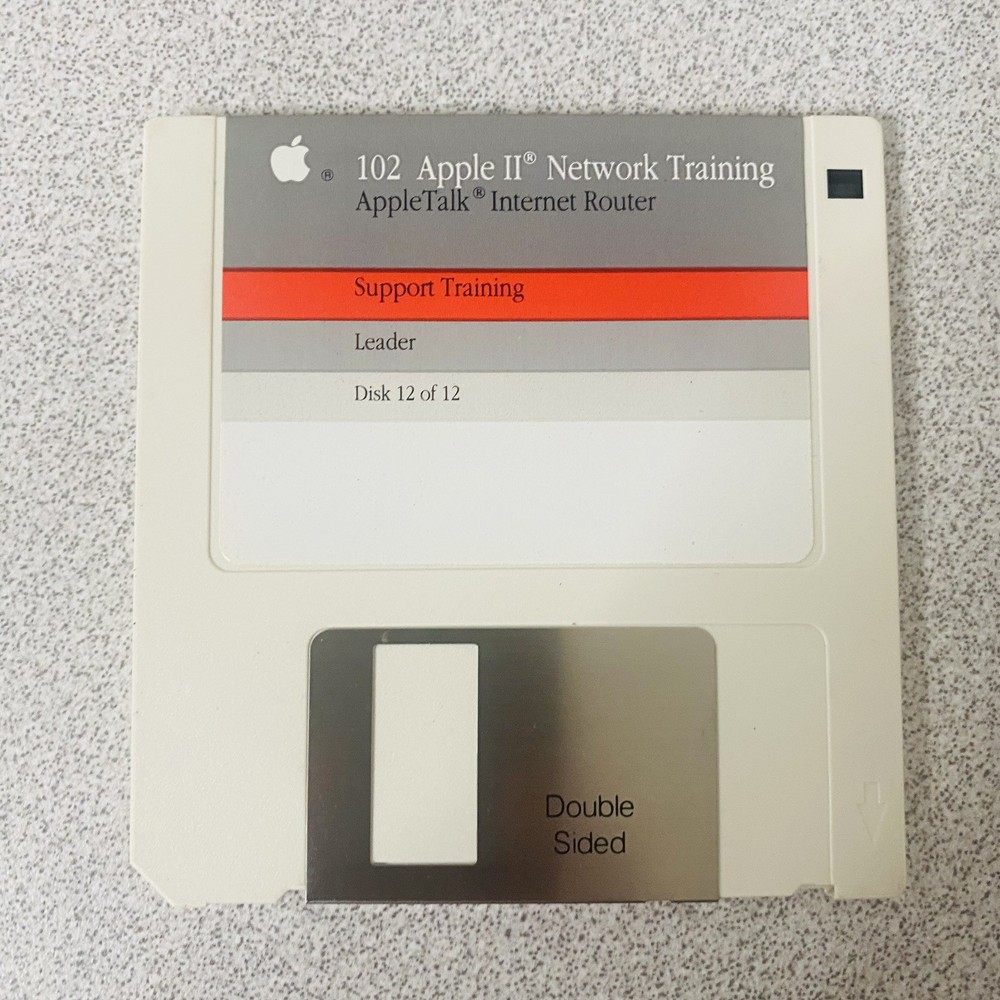 ® 102 Apple II® Network Training
AppleTalk® Internet Router
Support Training
Leader
Disk 12 of 12
Double
Sided